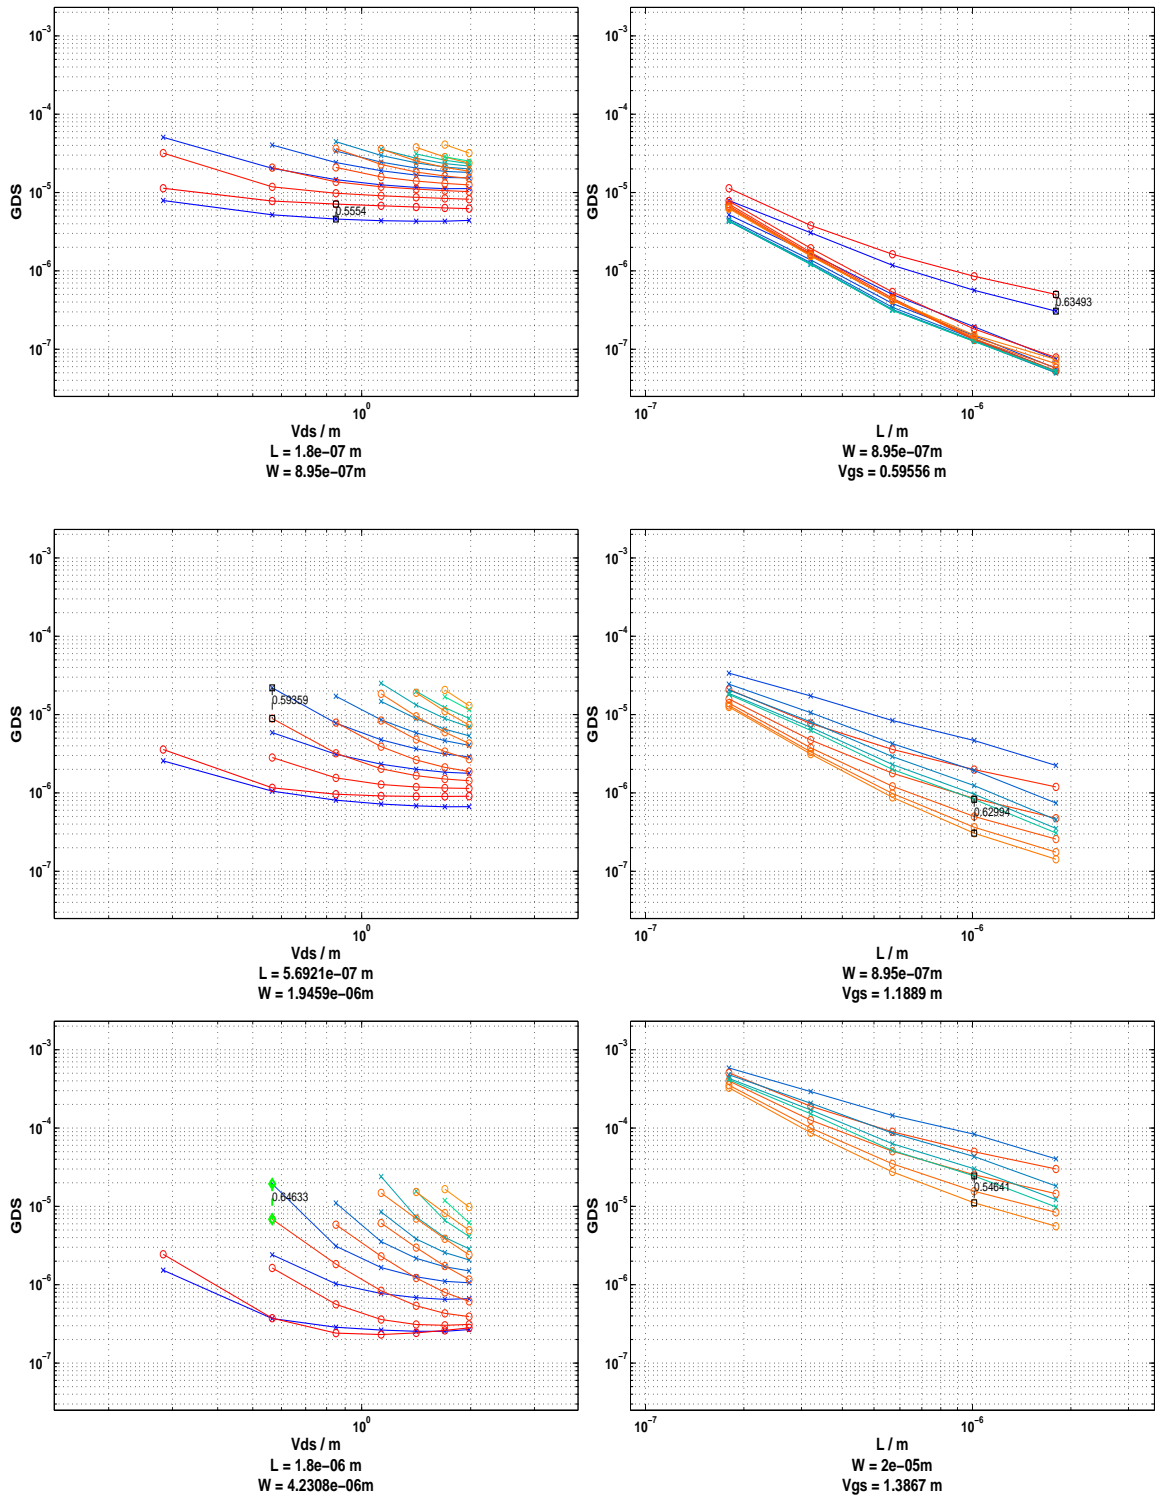 10⁻³
10⁻⁴
10⁻⁵
10⁻⁶
10⁻⁷
GDS
0.5554
10⁰
Vds / m
L = 1.8e−07 m
W = 8.95e−07m
10⁻³
10⁻⁴
10⁻⁵
10⁻⁶
10⁻⁷
GDS
0.63493
10⁻⁷
10⁻⁶
L / m
W = 8.95e−07m
Vgs = 0.59556 m
10⁻³
10⁻⁴
10⁻⁵
10⁻⁶
10⁻⁷
GDS
0.59359
10⁰
Vds / m
L = 5.6921e−07 m
W = 1.9459e−06m
10⁻³
10⁻⁴
10⁻⁵
10⁻⁶
10⁻⁷
GDS
0.62994
10⁻⁷
10⁻⁶
L / m
W = 8.95e−07m
Vgs = 1.1889 m
10⁻³
10⁻⁴
10⁻⁵
10⁻⁶
10⁻⁷
GDS
0.64633
10⁰
Vds / m
L = 1.8e−06 m
W = 4.2308e−06m
10⁻³
10⁻⁴
10⁻⁵
10⁻⁶
10⁻⁷
GDS
0.54641
10⁻⁷
10⁻⁶
L / m
W = 2e−05m
Vgs = 1.3867 m